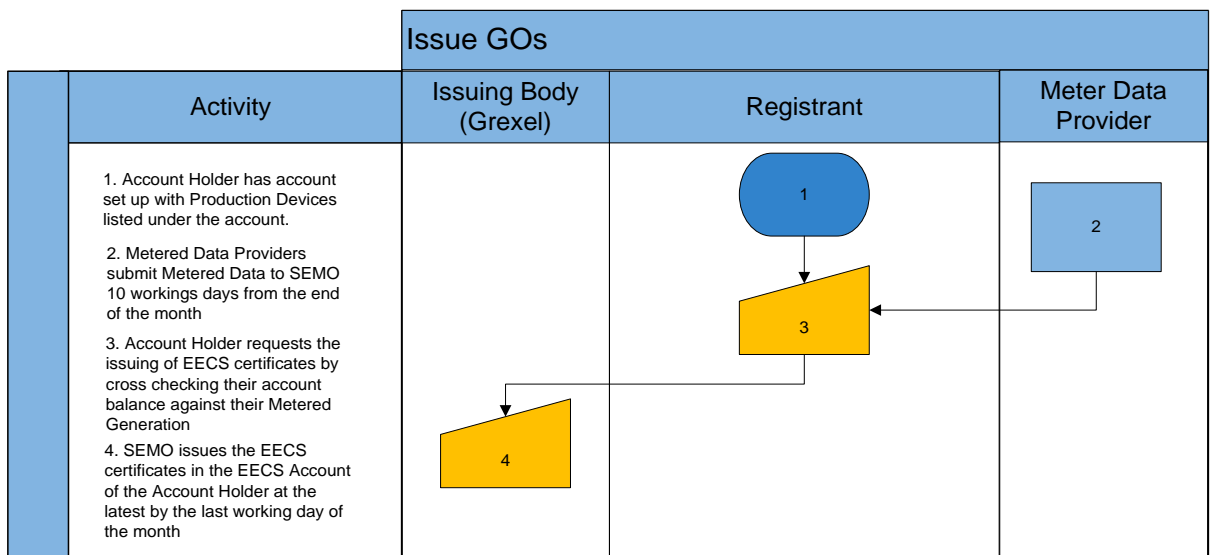 Issue GOs
Activity
Issuing Body
(Grexel)
Registrant
Meter Data
Provider
1. Account Holder has account
set up with Production Devices
listed under the account.
2. Metered Data Providers
submit Metered Data to SEMO
10 workings days from the end
of the month
3. Account Holder requests the
issuing of EECS certificates by
cross checking their account
balance against their Metered
Generation
4. SEMO issues the EECS
certificates in the EECS Account
of the Account Holder at the
latest by the last working day of
the month
1
2
3
4